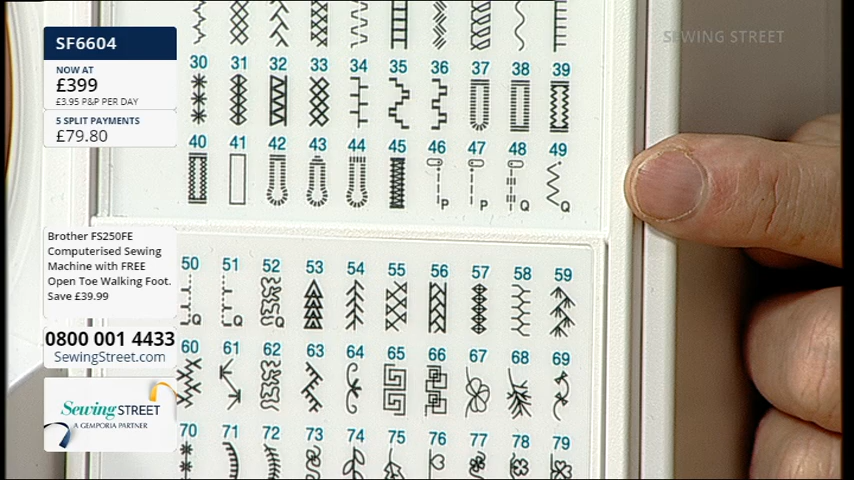 SF6604
NOW AT
£399
£3.95 P&P PER DAY
5 SPLIT PAYMENTS
£79.80
Brother FS250FE
Computerised Sewing
Machine with FREE
Open Toe Walking Foot.
Save £39.99
0800 001 4433
SewingStreet.com
Sewing STREET
A GEMPORIA PARTNER
SEWING STREET
30 31 32 33 34 35 36 37 38 39
40 41 42 43 44 45 46 47 48 49
P P Q Q
50 51 52 53 54 55 56 57 58 59
Q Q Q
60 61 62 63 64 65 66 67 68 69
70 71 72 73 74 75 76 77 78 79